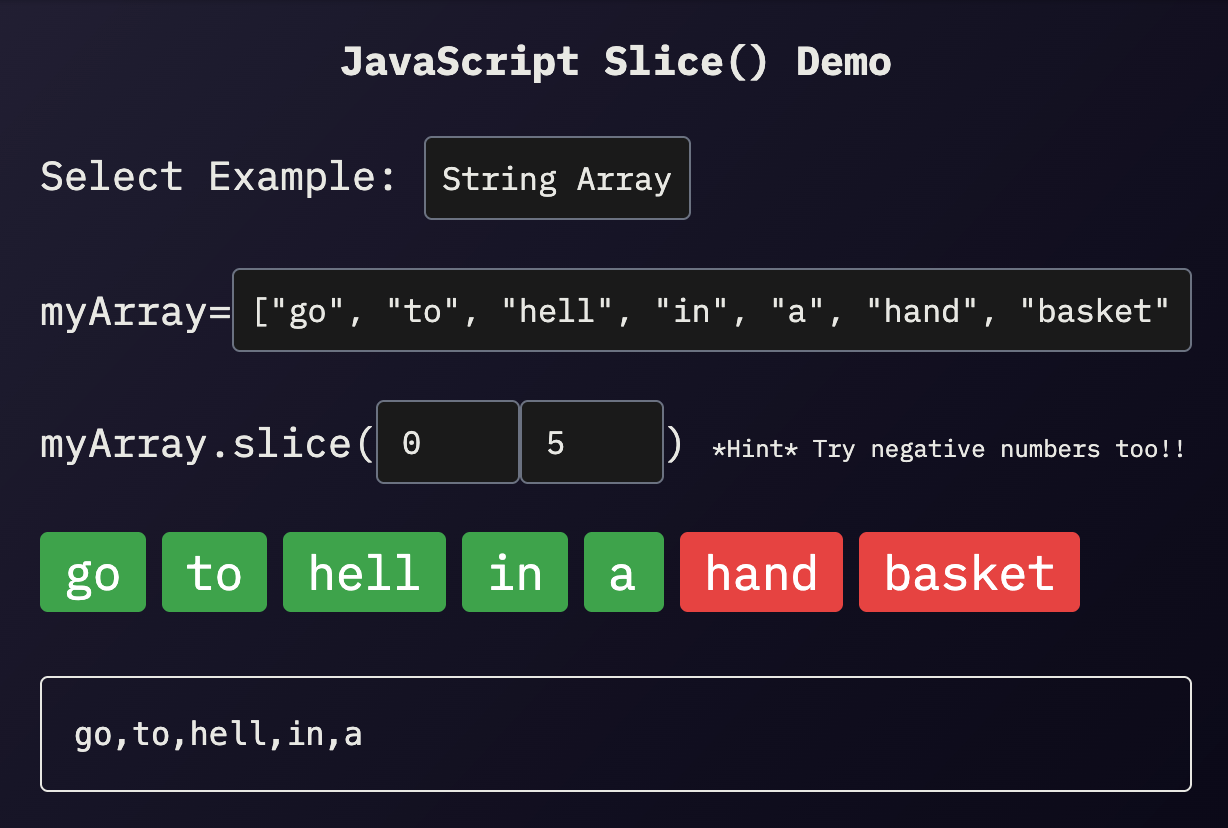 JavaScript Slice() Demo
Select Example: String Array
myArray=["go", "to", "hell", "in", "a", "hand", "basket"
myArray.slice(0 5) *Hint* Try negative numbers too!!
go to hell in a hand basket
go,to,hell,in,a